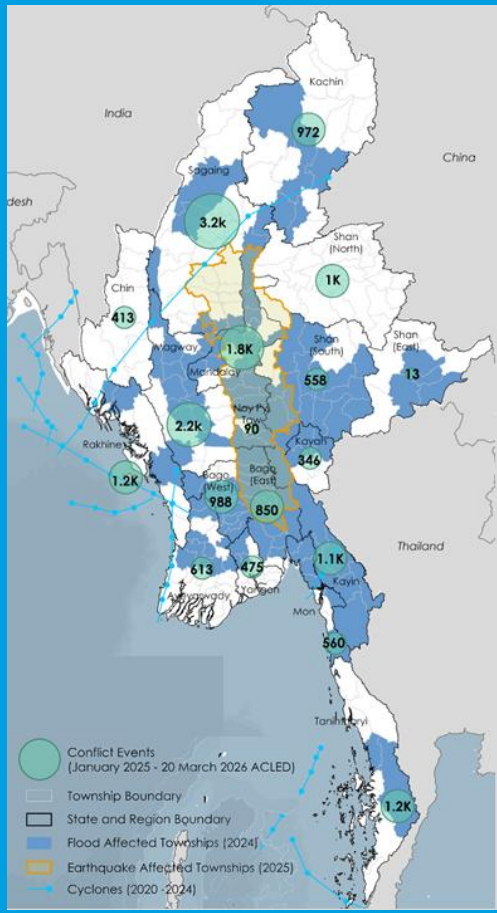 Kachin
India
972
China
Sagaing
desh
3.2k
Shan
(North)
1K
Chin
413
Shan
(South)
Shan
(East)
1.8K
Magway
Mandalay
558
13
Nay Pyi
Taw
90
2.2k
Kayah
346
Rakhine
1.2K
Bago
(West)
988
Bago
(East)
850
Thailand
1.1K
Kayin
613
475
Ayeyarwady
Yangon
Mon
560
Tanintharyi
1.2K
Conflict Events
(January 2025 - 20 March 2026 ACLED)
Township Boundary
State and Region Boundary
Flood Affected Townships (2024)
Earthquake Affected Townships (2025)
Cyclones (2020 -2024)